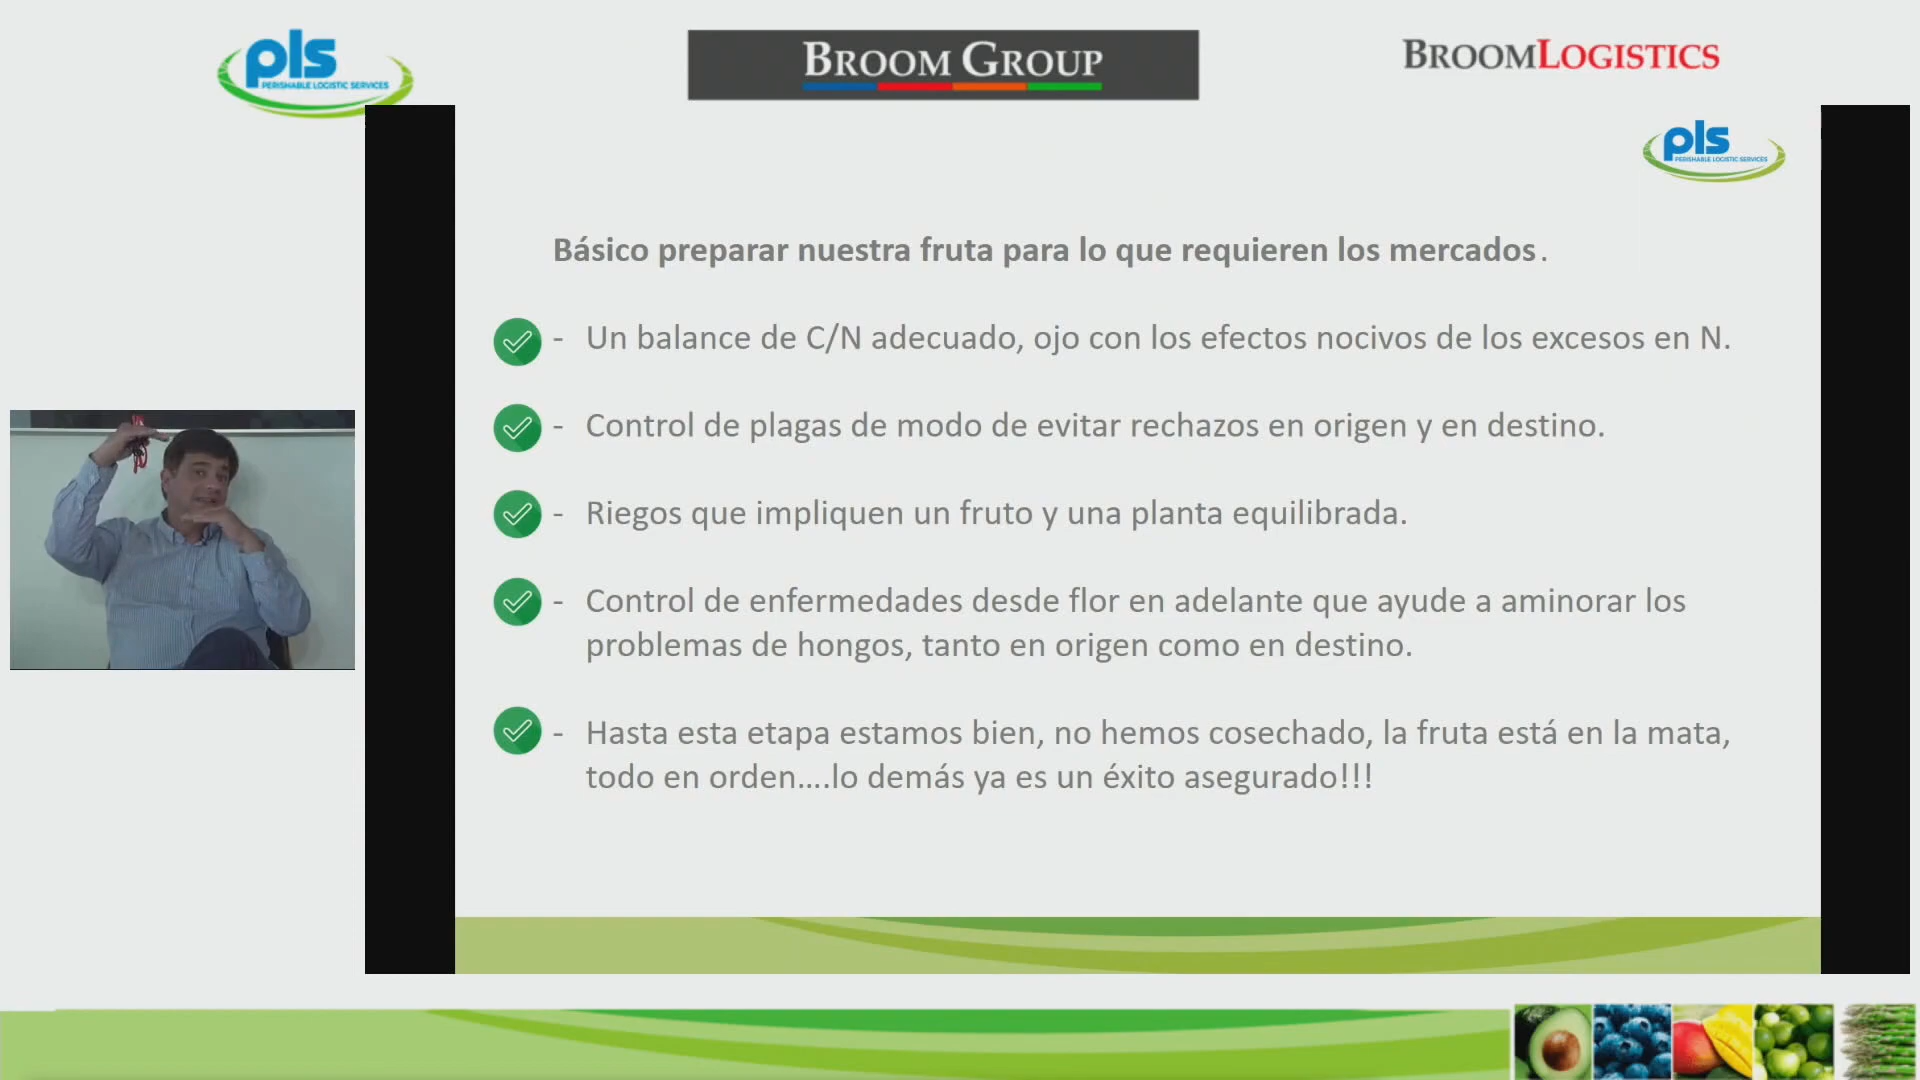 pls
PERISHABLE LOGISTIC SERVICES
BROOM GROUP
BROOMLOGISTICS
pls
PERISHABLE LOGISTIC SERVICES
Básico preparar nuestra fruta para lo que requieren los mercados.
- Un balance de C/N adecuado, ojo con los efectos nocivos de los excesos en N.
- Control de plagas de modo de evitar rechazos en origen y en destino.
- Riegos que impliquen un fruto y una planta equilibrada.
- Control de enfermedades desde flor en adelante que ayude a aminorar los
problemas de hongos, tanto en origen como en destino.
- Hasta esta etapa estamos bien, no hemos cosechado, la fruta está en la mata,
todo en orden....lo demás ya es un éxito asegurado!!!